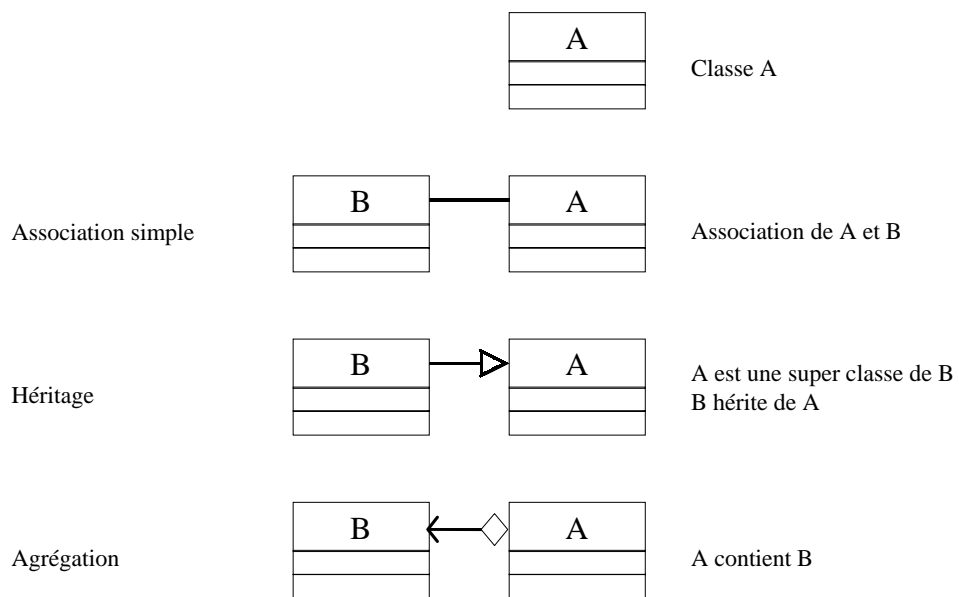 A
Classe A
Association simple
B
A
Association de A et B
Héritage
B
A
A est une super classe de B
B hérite de A
Agrégation
B
A
A contient B